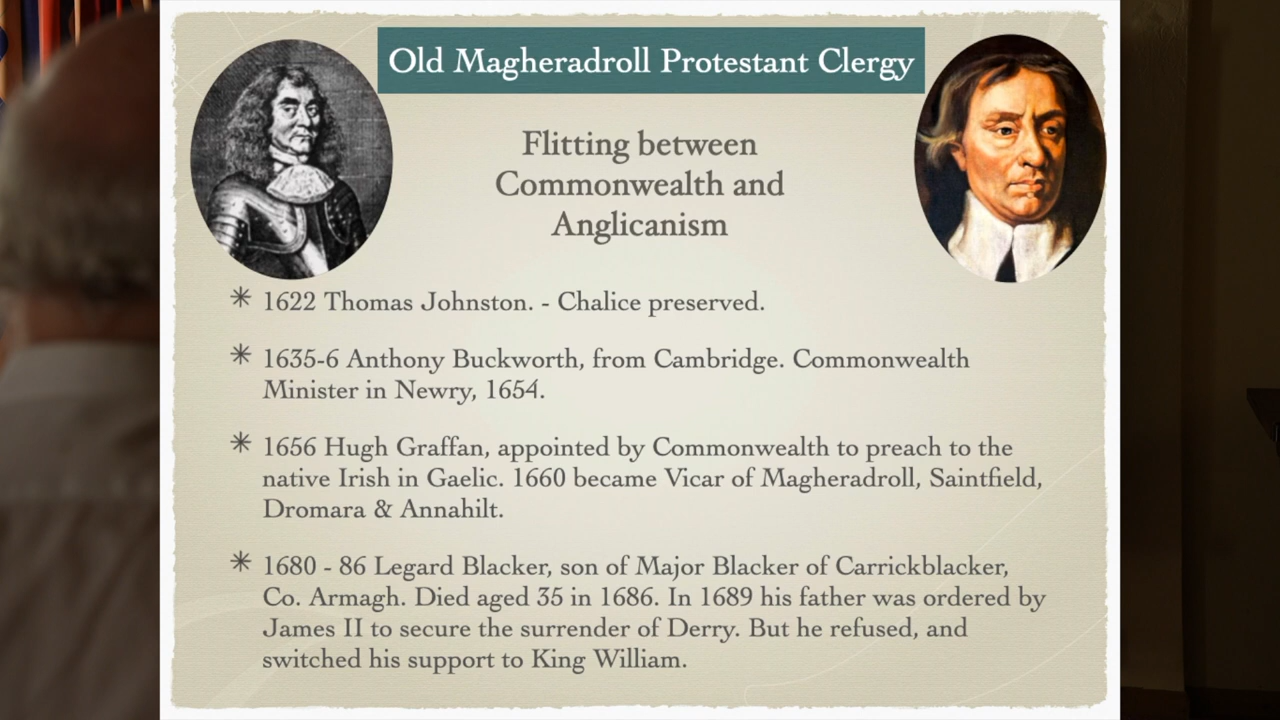 Old Magheradroll Protestant Clergy
Flitting between
Commonwealth and
Anglicanism
✳ 1622 Thomas Johnston. - Chalice preserved.
✳ 1635-6 Anthony Buckworth, from Cambridge. Commonwealth
Minister in Newry, 1654.
✳ 1656 Hugh Graffan, appointed by Commonwealth to preach to the
native Irish in Gaelic. 1660 became Vicar of Magheradroll, Saintfield,
Dromara & Annahilt.
✳ 1680 - 86 Legard Blacker, son of Major Blacker of Carrickblacker,
Co. Armagh. Died aged 35 in 1686. In 1689 his father was ordered by
James II to secure the surrender of Derry. But he refused, and
switched his support to King William.